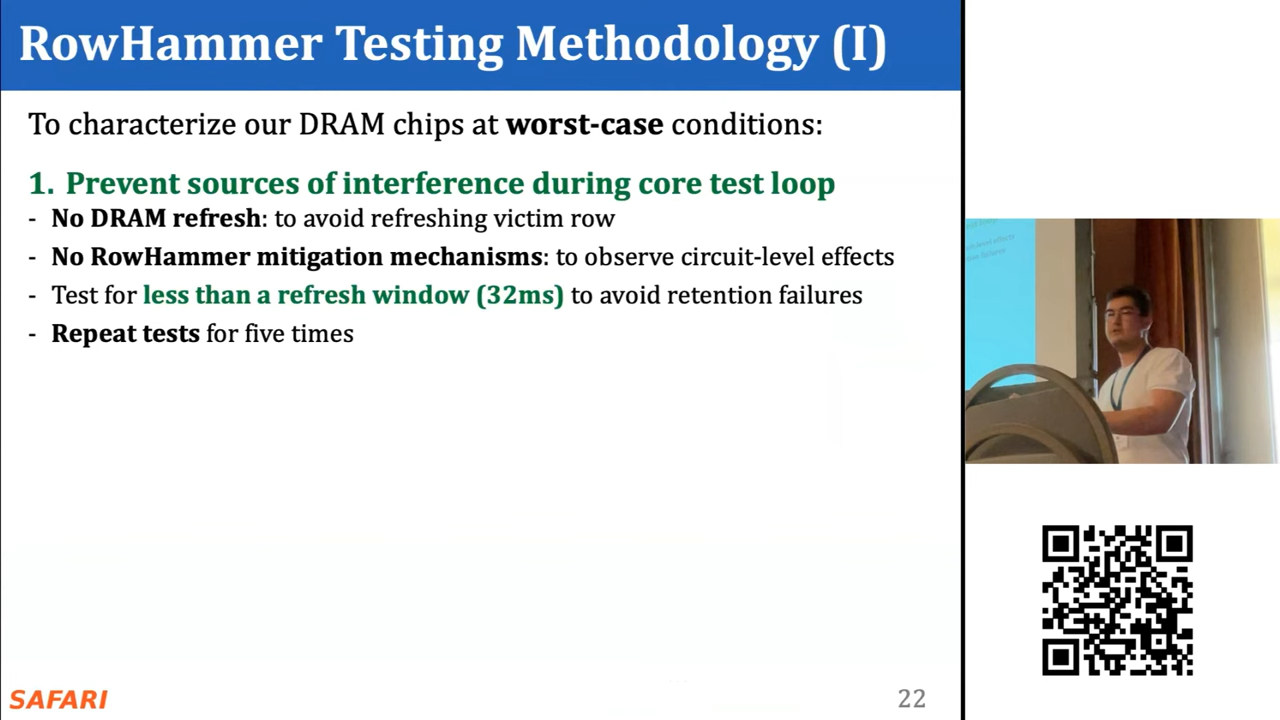 RowHammer Testing Methodology (I)
To characterize our DRAM chips at worst-case conditions:
1. Prevent sources of interference during core test loop
- No DRAM refresh: to avoid refreshing victim row
- No RowHammer mitigation mechanisms: to observe circuit-level effects
- Test for less than a refresh window (32ms) to avoid retention failures
- Repeat tests for five times
SAFARI
22